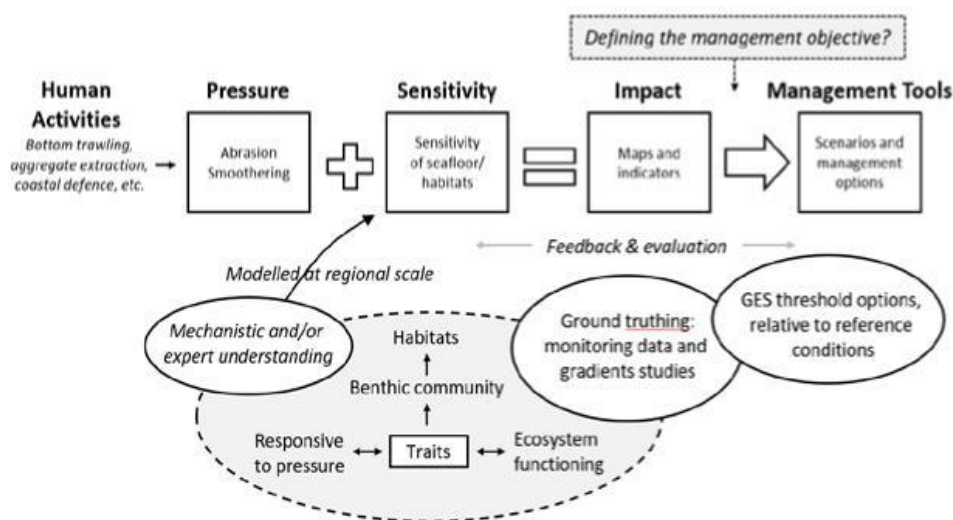 Defining the management objective?
Human
Activities
Bottom trawling,
aggregate extraction,
coastal defence, etc.
Pressure
Abrasion
Smoothering
Sensitivity
Sensitivity
of seafloor/
habitats
Impact
Maps and
indicators
Management Tools
Scenarios and
management
options
Feedback & evaluation
Modelled at regional scale
Mechanistic and/or
expert understanding
Habitats
Benthic community
Responsive
to pressure
Traits
Ecosystem
functioning
Ground truthing:
monitoring data and
gradients studies
GES threshold options,
relative to reference
conditions